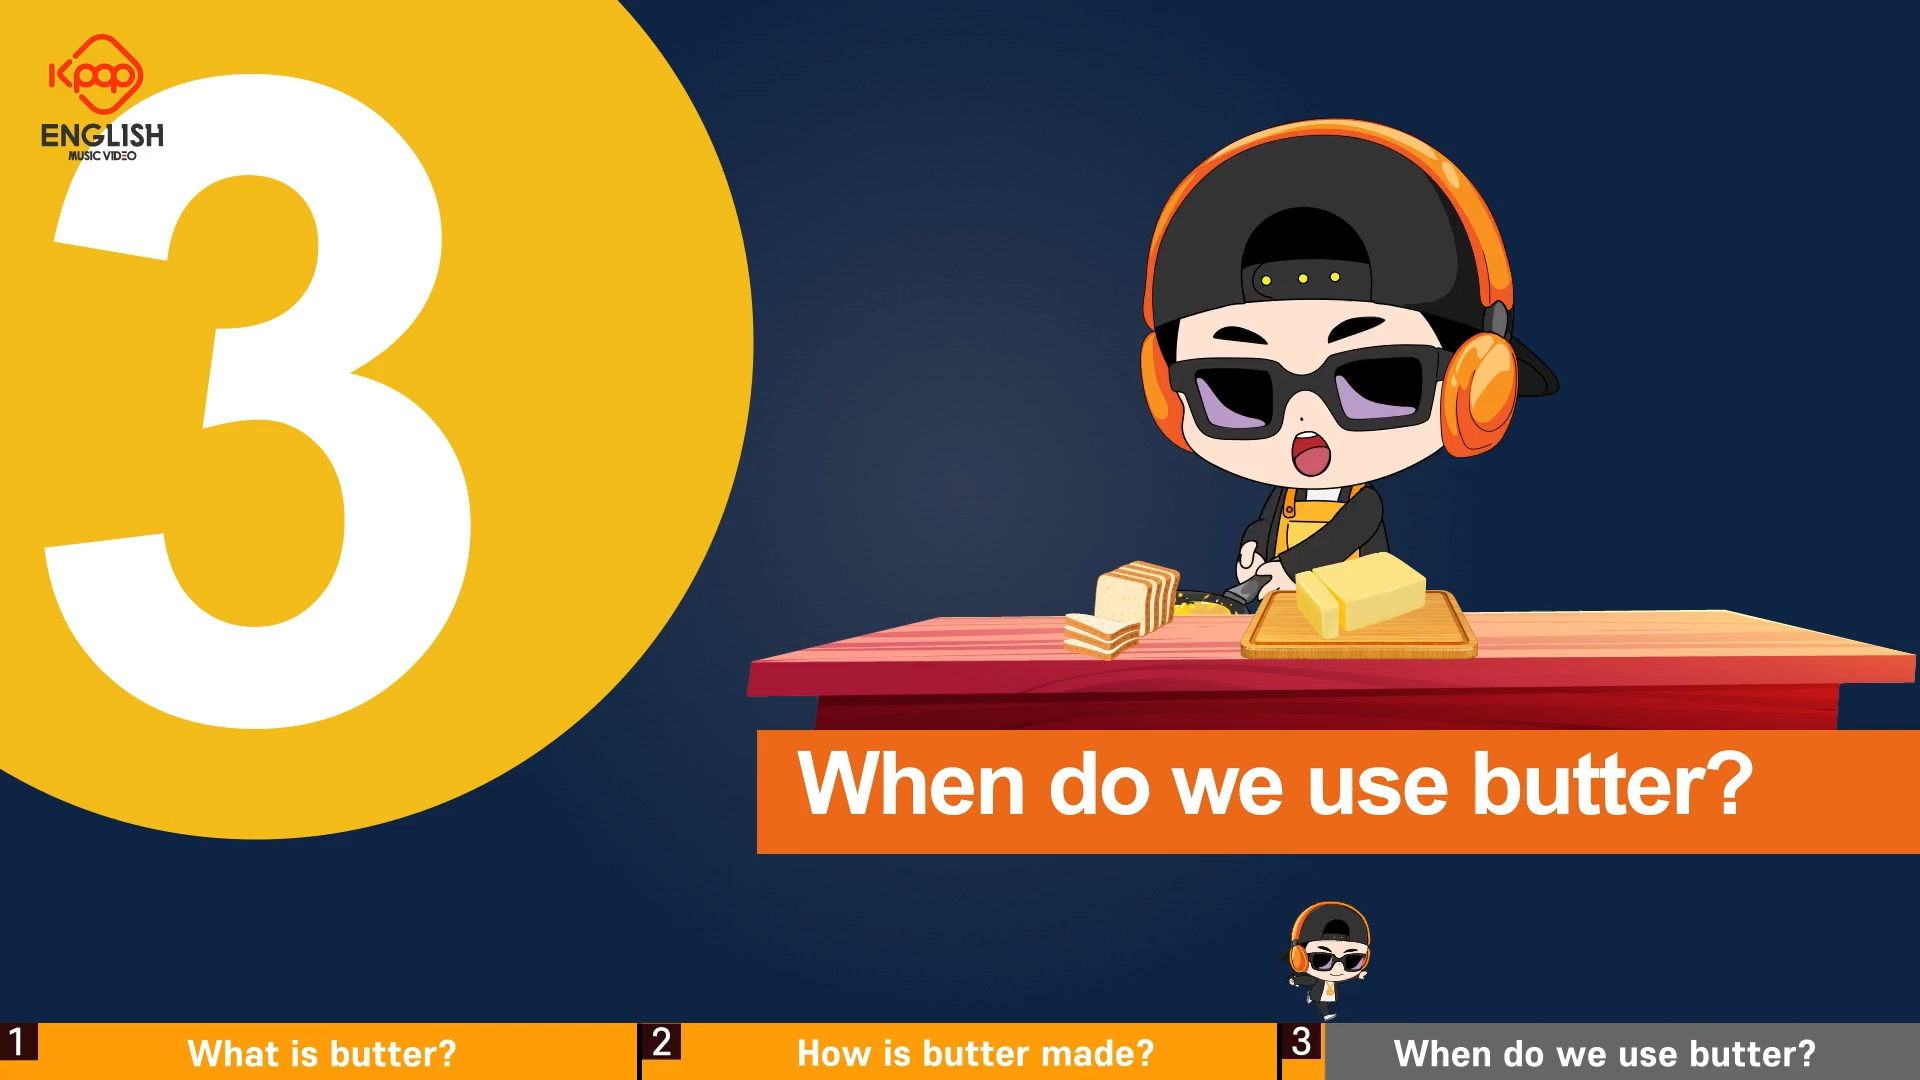 Kpop
ENGLISH
MUSIC VIDEO
3
When do we use butter?
1 What is butter?
2 How is butter made?
3 When do we use butter?